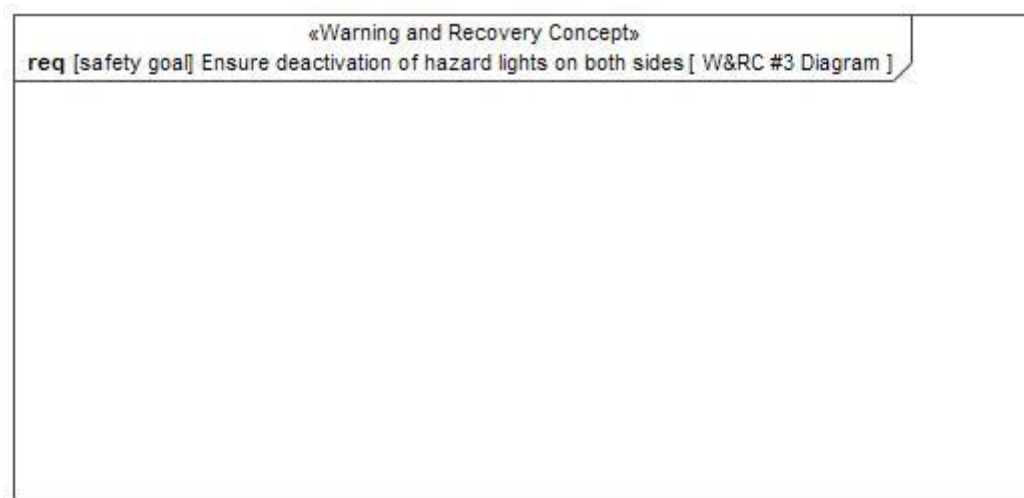 «Warning and Recovery Concept»
req [safety goal] Ensure deactivation of hazard lights on both sides [ W&RC #3 Diagram ]